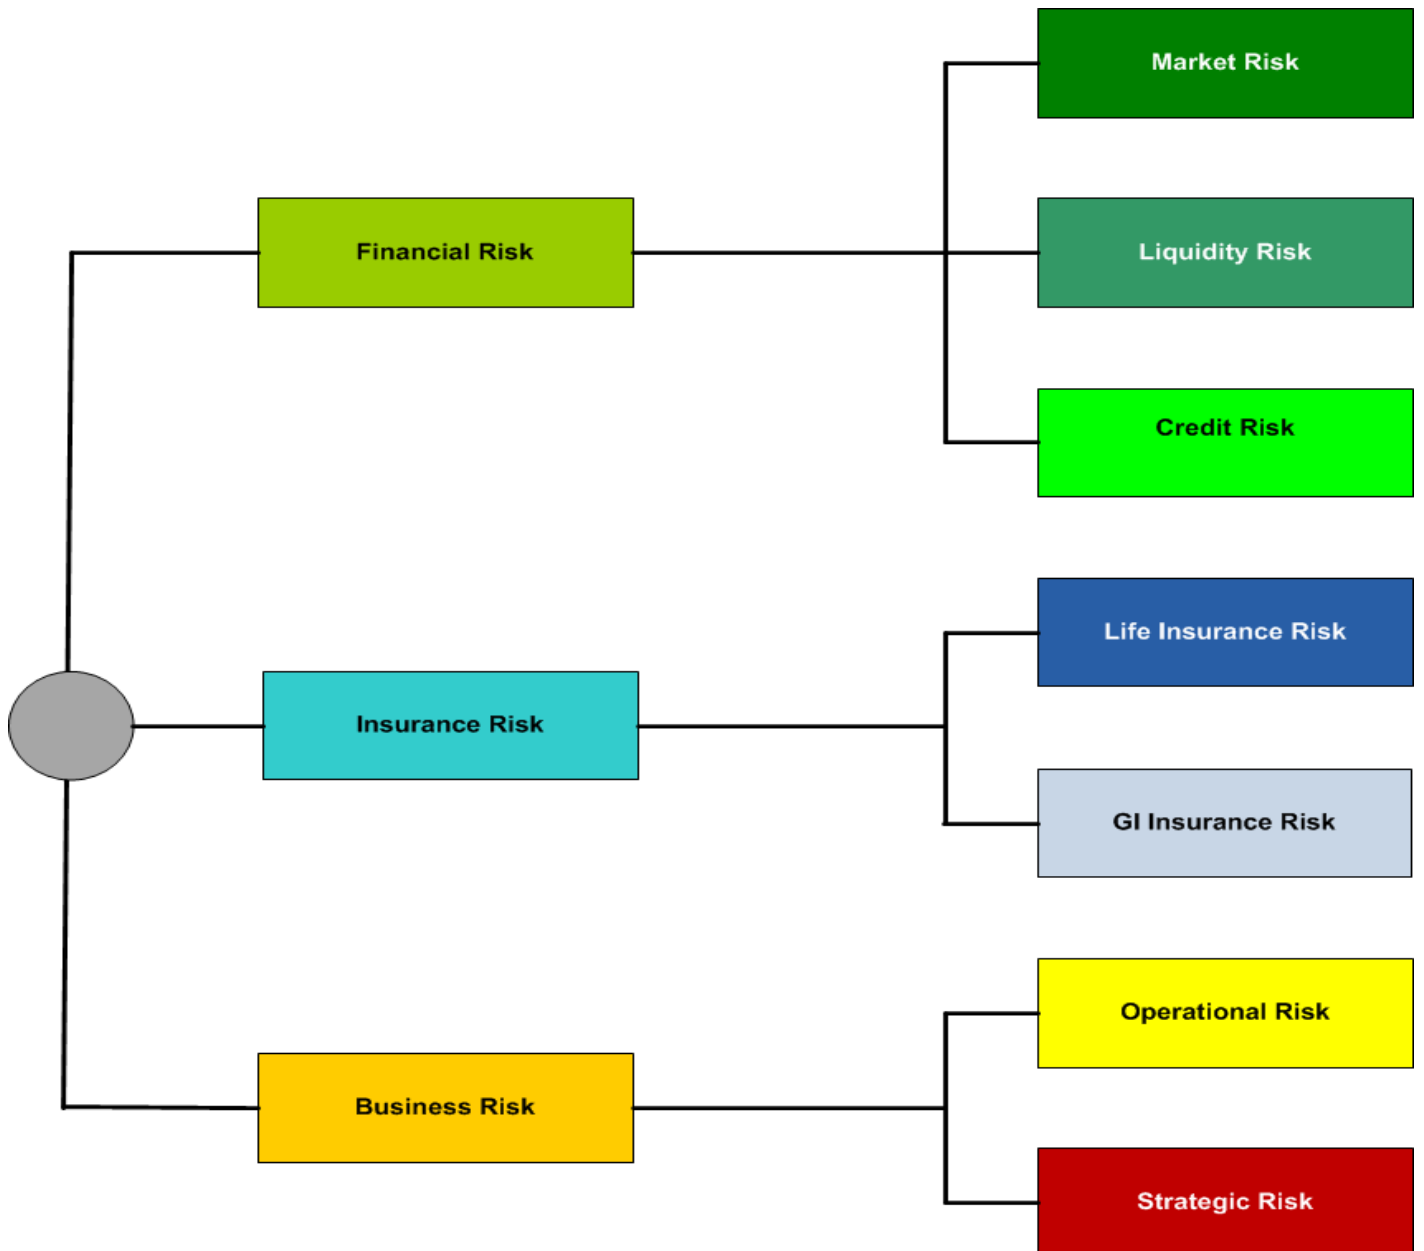 Market Risk
Financial Risk
Liquidity Risk
Credit Risk
Life Insurance Risk
Insurance Risk
GI Insurance Risk
Operational Risk
Business Risk
Strategic Risk